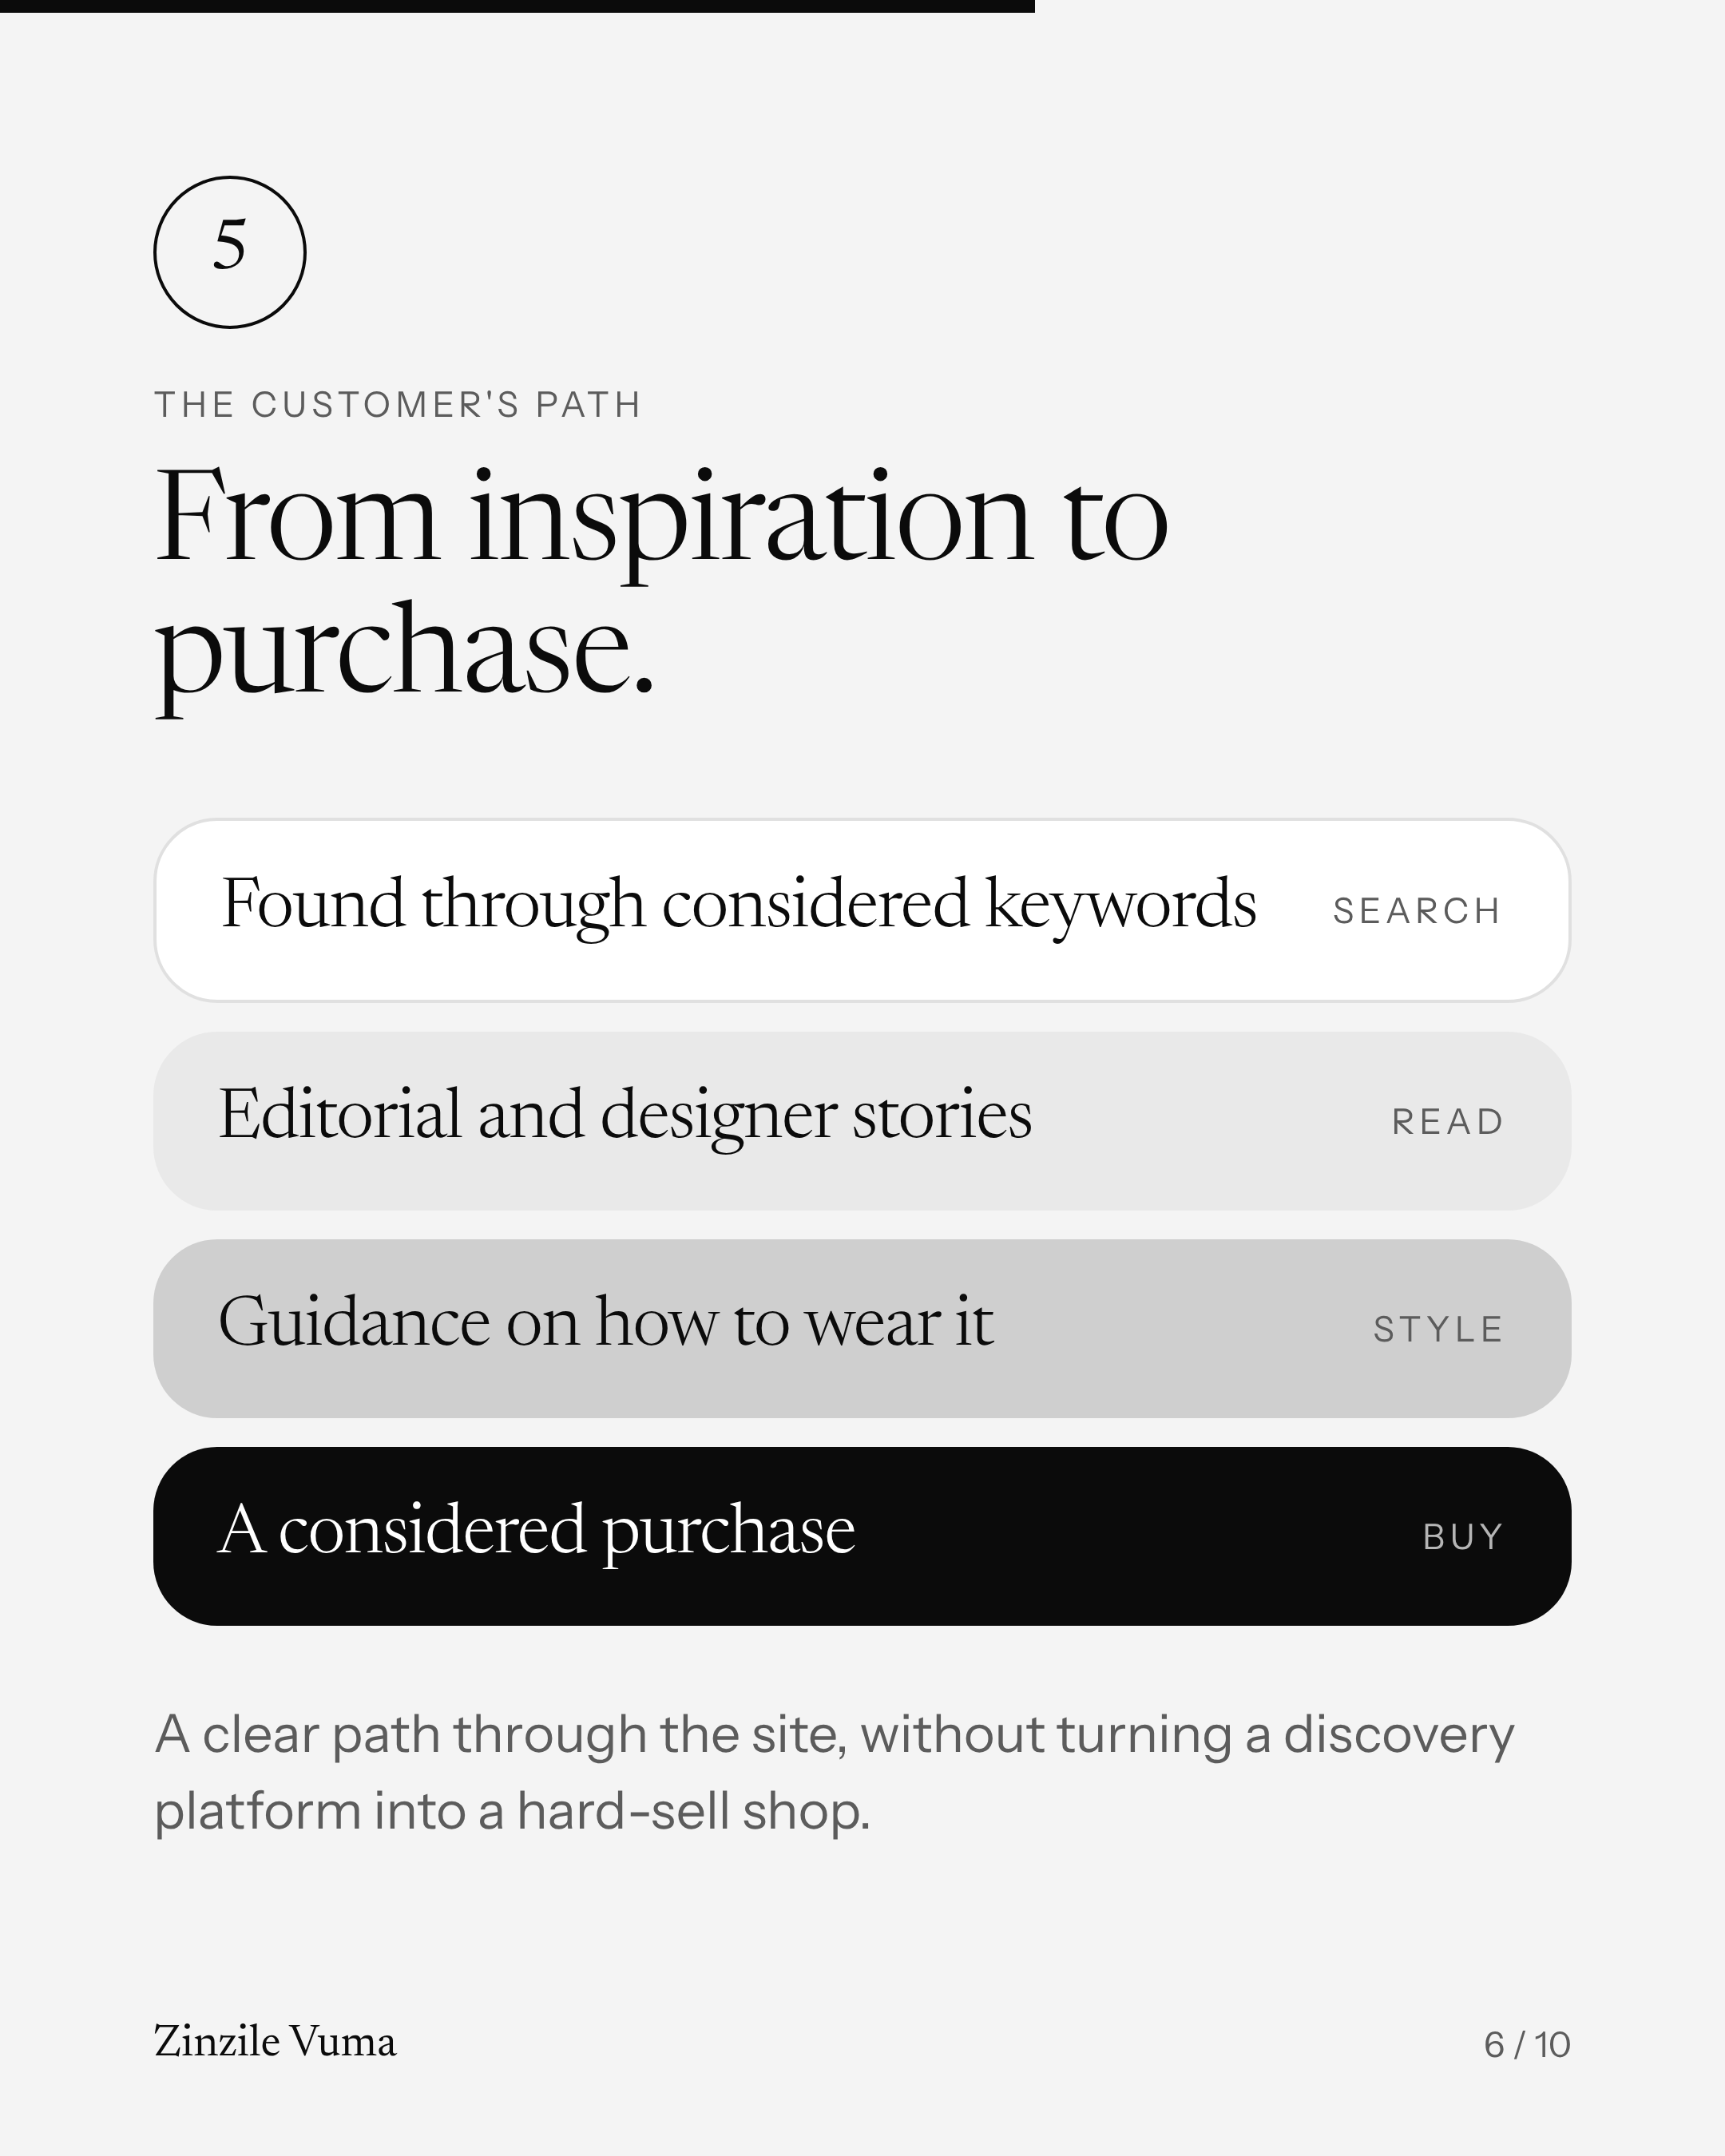 5
THE CUSTOMER'S PATH
From inspiration to
purchase.
Found through considered keywords SEARCH
Editorial and designer stories READ
Guidance on how to wear it STYLE
A considered purchase BUY
A clear path through the site, without turning a discovery
platform into a hard-sell shop.
Zinzile Vuma 6 / 10